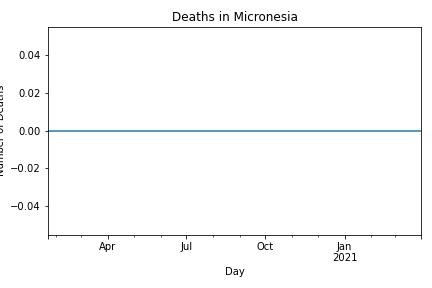 Deaths in Micronesia
Number of Deaths
0.04
0.02
0.00
−0.02
−0.04
Apr
Jul
Oct
Jan
2021
Day